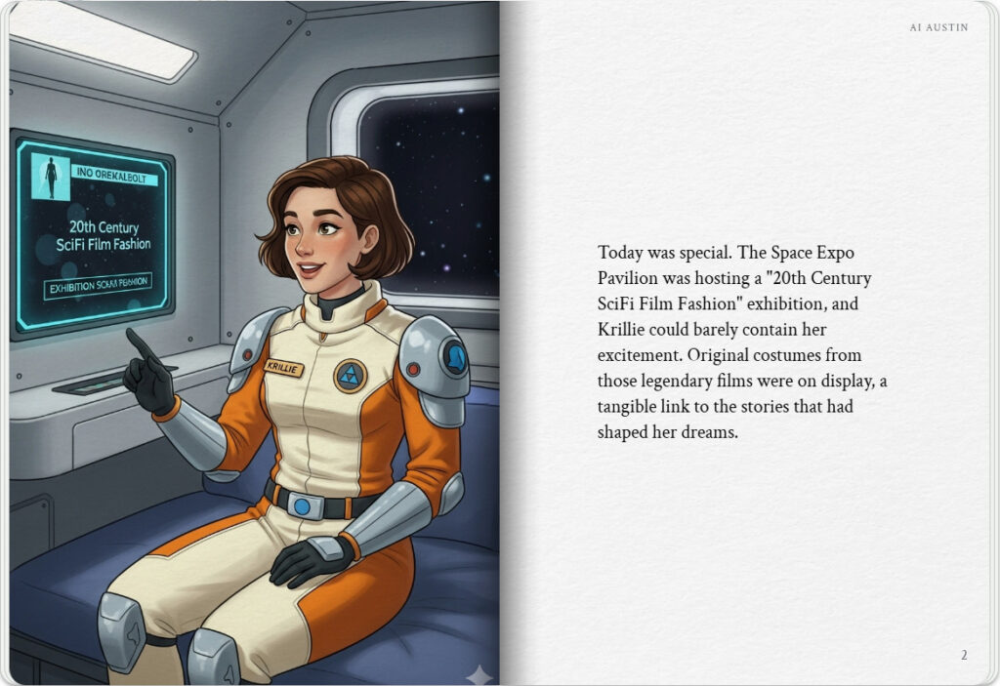 INO OREKALBOLT
20th Century
SciFi Film Fashion
EXHIBITION
KRILLIE
AI AUSTIN
Today was special. The Space Expo
Pavilion was hosting a "20th Century
SciFi Film Fashion" exhibition, and
Krillie could barely contain her
excitement. Original costumes from
those legendary films were on display, a
tangible link to the stories that had
shaped her dreams.
2